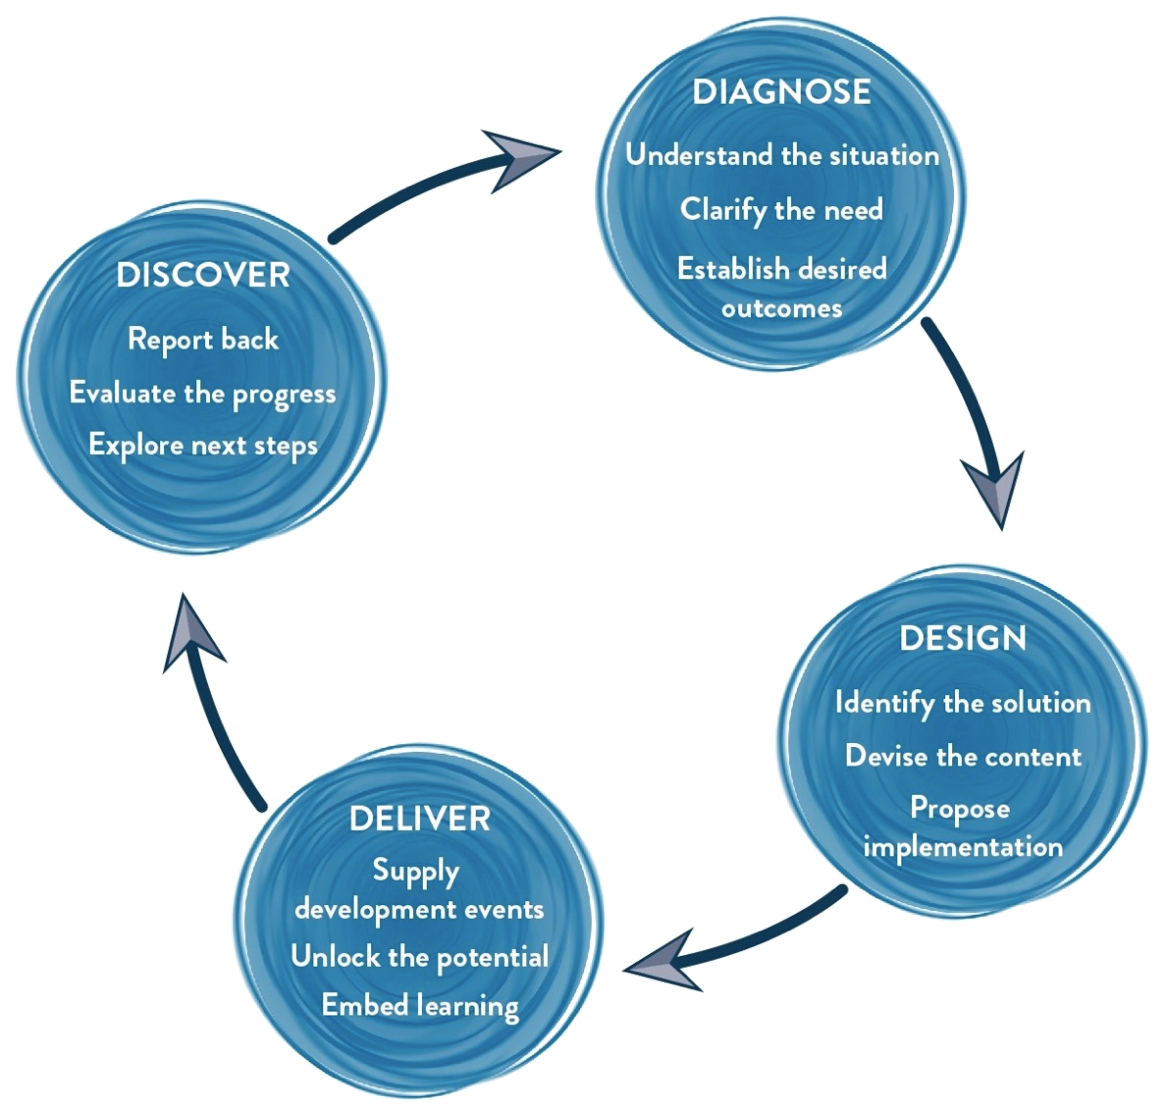 DIAGNOSE
Understand the situation
Clarify the need
Establish desired
outcomes
DESIGN
Identify the solution
Devise the content
Propose
implementation
DELIVER
Supply
development events
Unlock the potential
Embed learning
DISCOVER
Report back
Evaluate the progress
Explore next steps